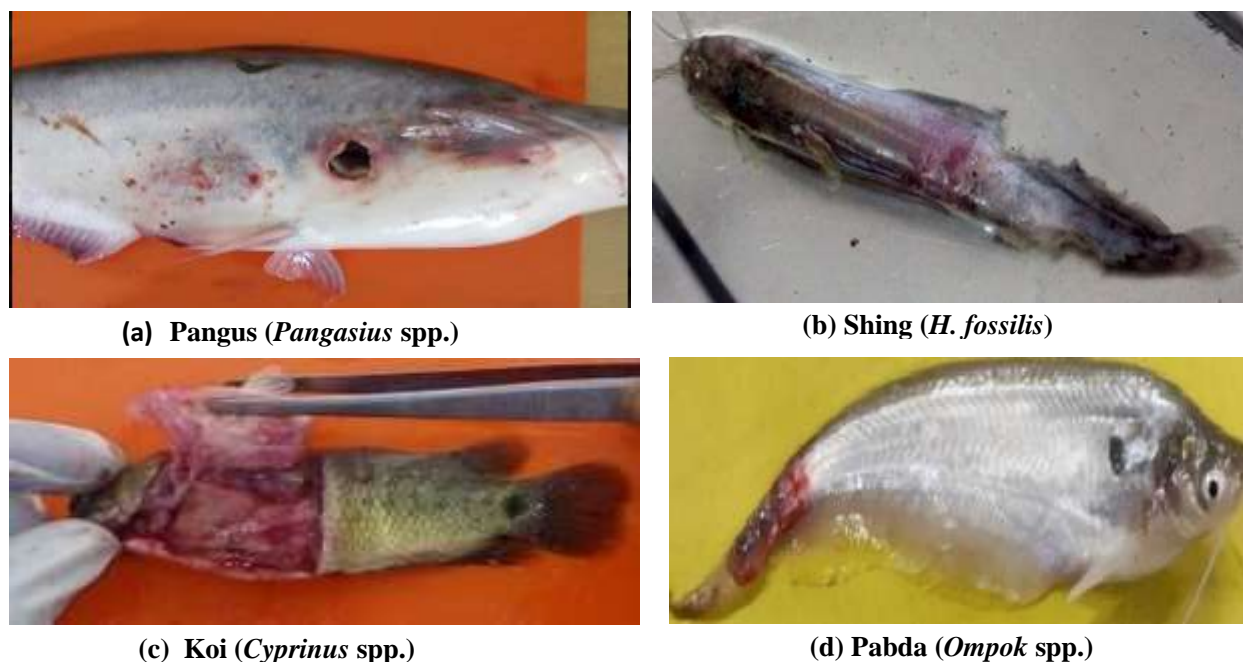 (a) Pangus (Pangasius spp.)
(b) Shing (H. fossilis)
(c) Koi (Cyprinus spp.)
(d) Pabda (Ompok spp.)